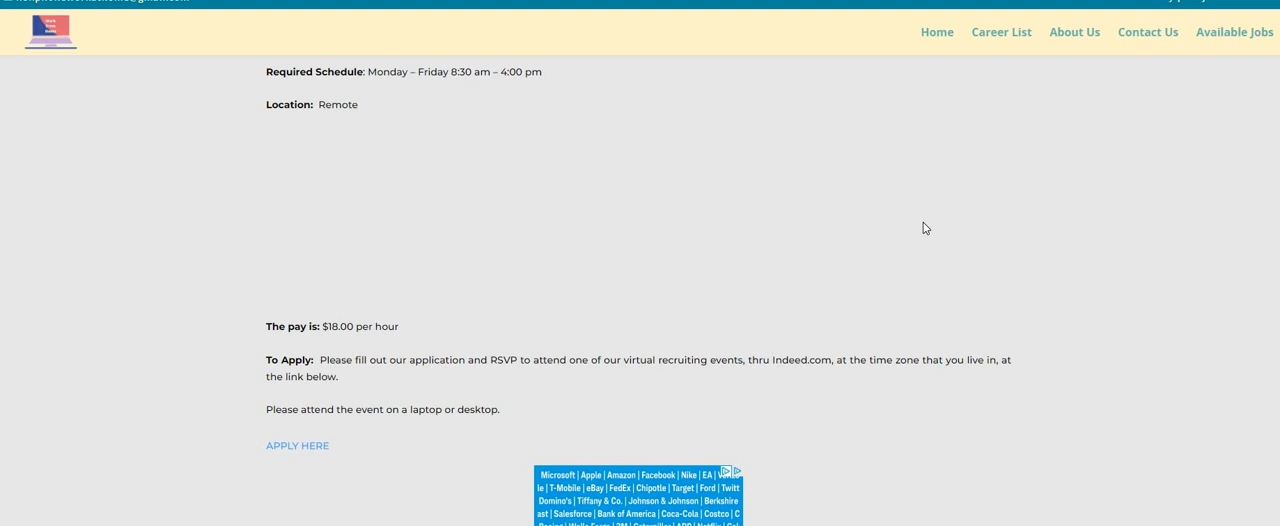 Home Career List About Us Contact Us Available Jobs
Required Schedule: Monday – Friday 8:30 am – 4:00 pm
Location: Remote
The pay is: $18.00 per hour
To Apply: Please fill out our application and RSVP to attend one of our virtual recruiting events, thru Indeed.com, at the time zone that you live in, at
the link below.
Please attend the event on a laptop or desktop.
APPLY HERE
Microsoft | Apple | Amazon | Facebook | Nike | EA |
le | T-Mobile | eBay | FedEx | Chipotle | Target | Ford | Twitt
Domino's | Tiffany & Co. | Johnson & Johnson | Berkshire
ast | Salesforce | Bank of America | Coca-Cola | Costco | C